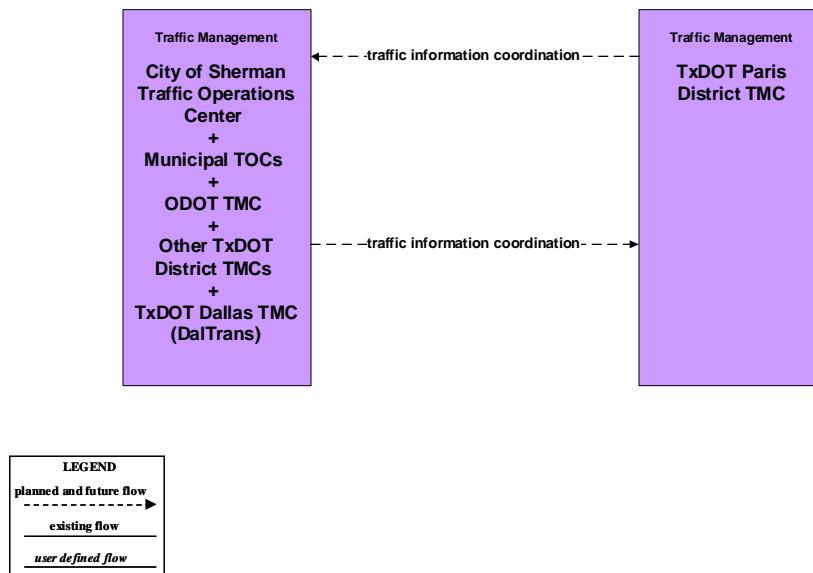 Traffic Management
City of Sherman
Traffic Operations
Center
+
Municipal TOCs
+
ODOT TMC
+
Other TxDOT
District TMCs
+
TxDOT Dallas TMC
(DalTrans)
traffic information coordination
traffic information coordination
Traffic Management
TxDOT Paris
District TMC
LEGEND
planned and future flow
existing flow
user defined flow